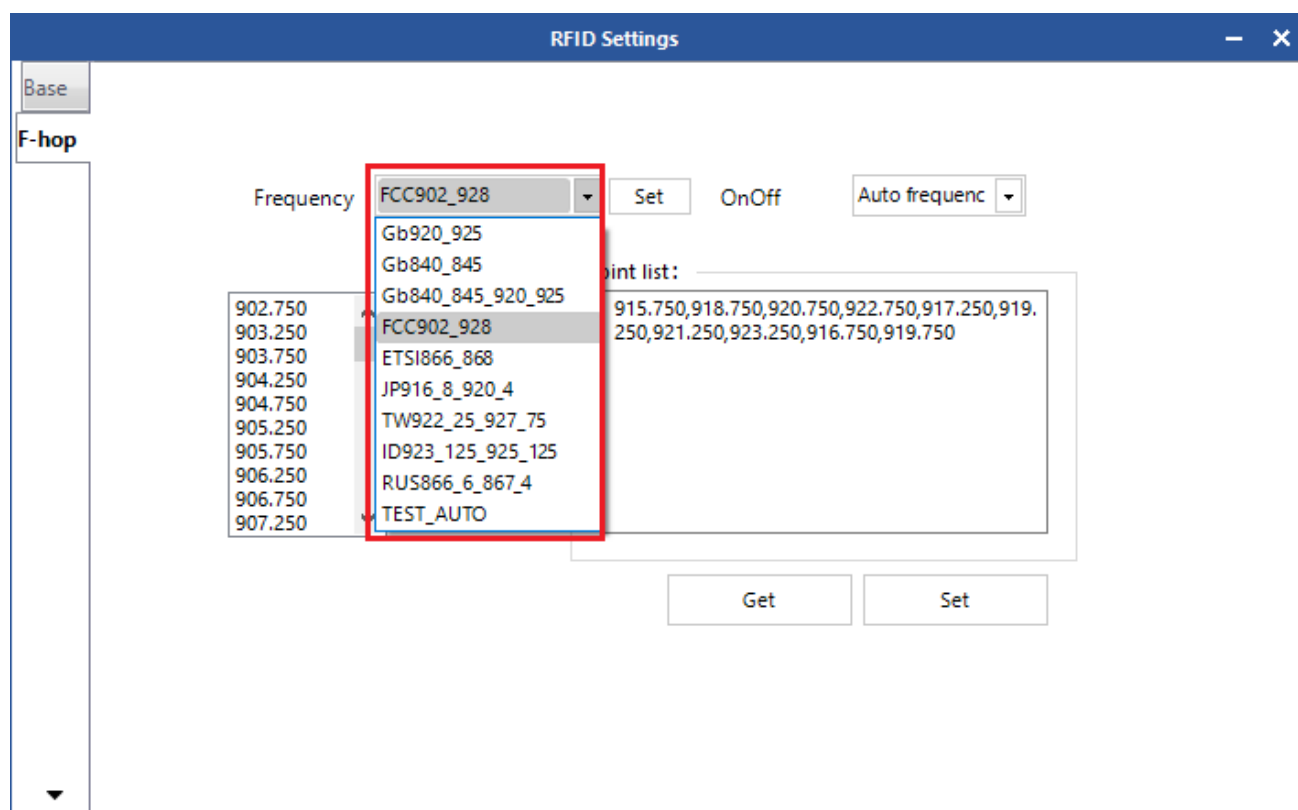 RFID Settings
Base
F-hop
Frequency
FCC902_928
Set
OnOff
Auto frequenc
Gb920_925
Gb840_845
Gb840_845_920_925
FCC902_928
ETSI866_868
JP916_8_920_4
TW922_25_927_75
ID923_125_925_125
RUS866_6_867_4
TEST_AUTO
902.750
903.250
903.750
904.250
904.750
905.250
905.750
906.250
906.750
907.250
int list:
915.750,918.750,920.750,922.750,917.250,919.
250,921.250,923.250,916.750,919.750
Get
Set